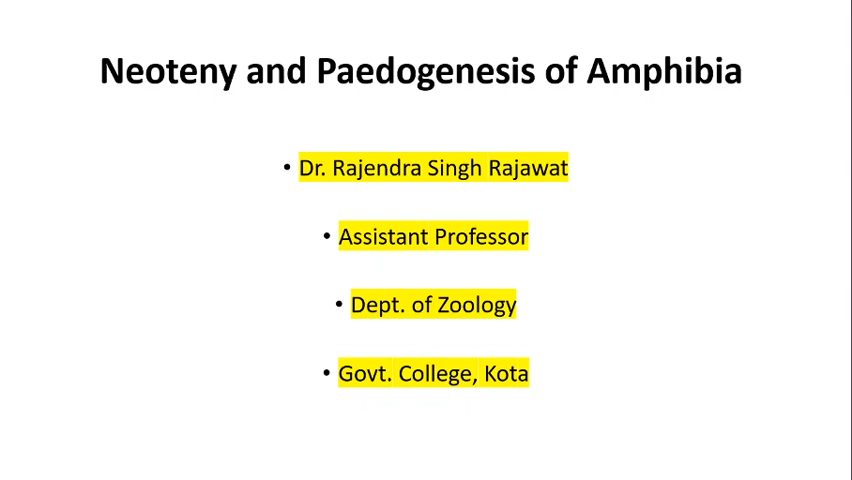 Neoteny and Paedogenesis of Amphibia
• Dr. Rajendra Singh Rajawat
• Assistant Professor
• Dept. of Zoology
• Govt. College, Kota